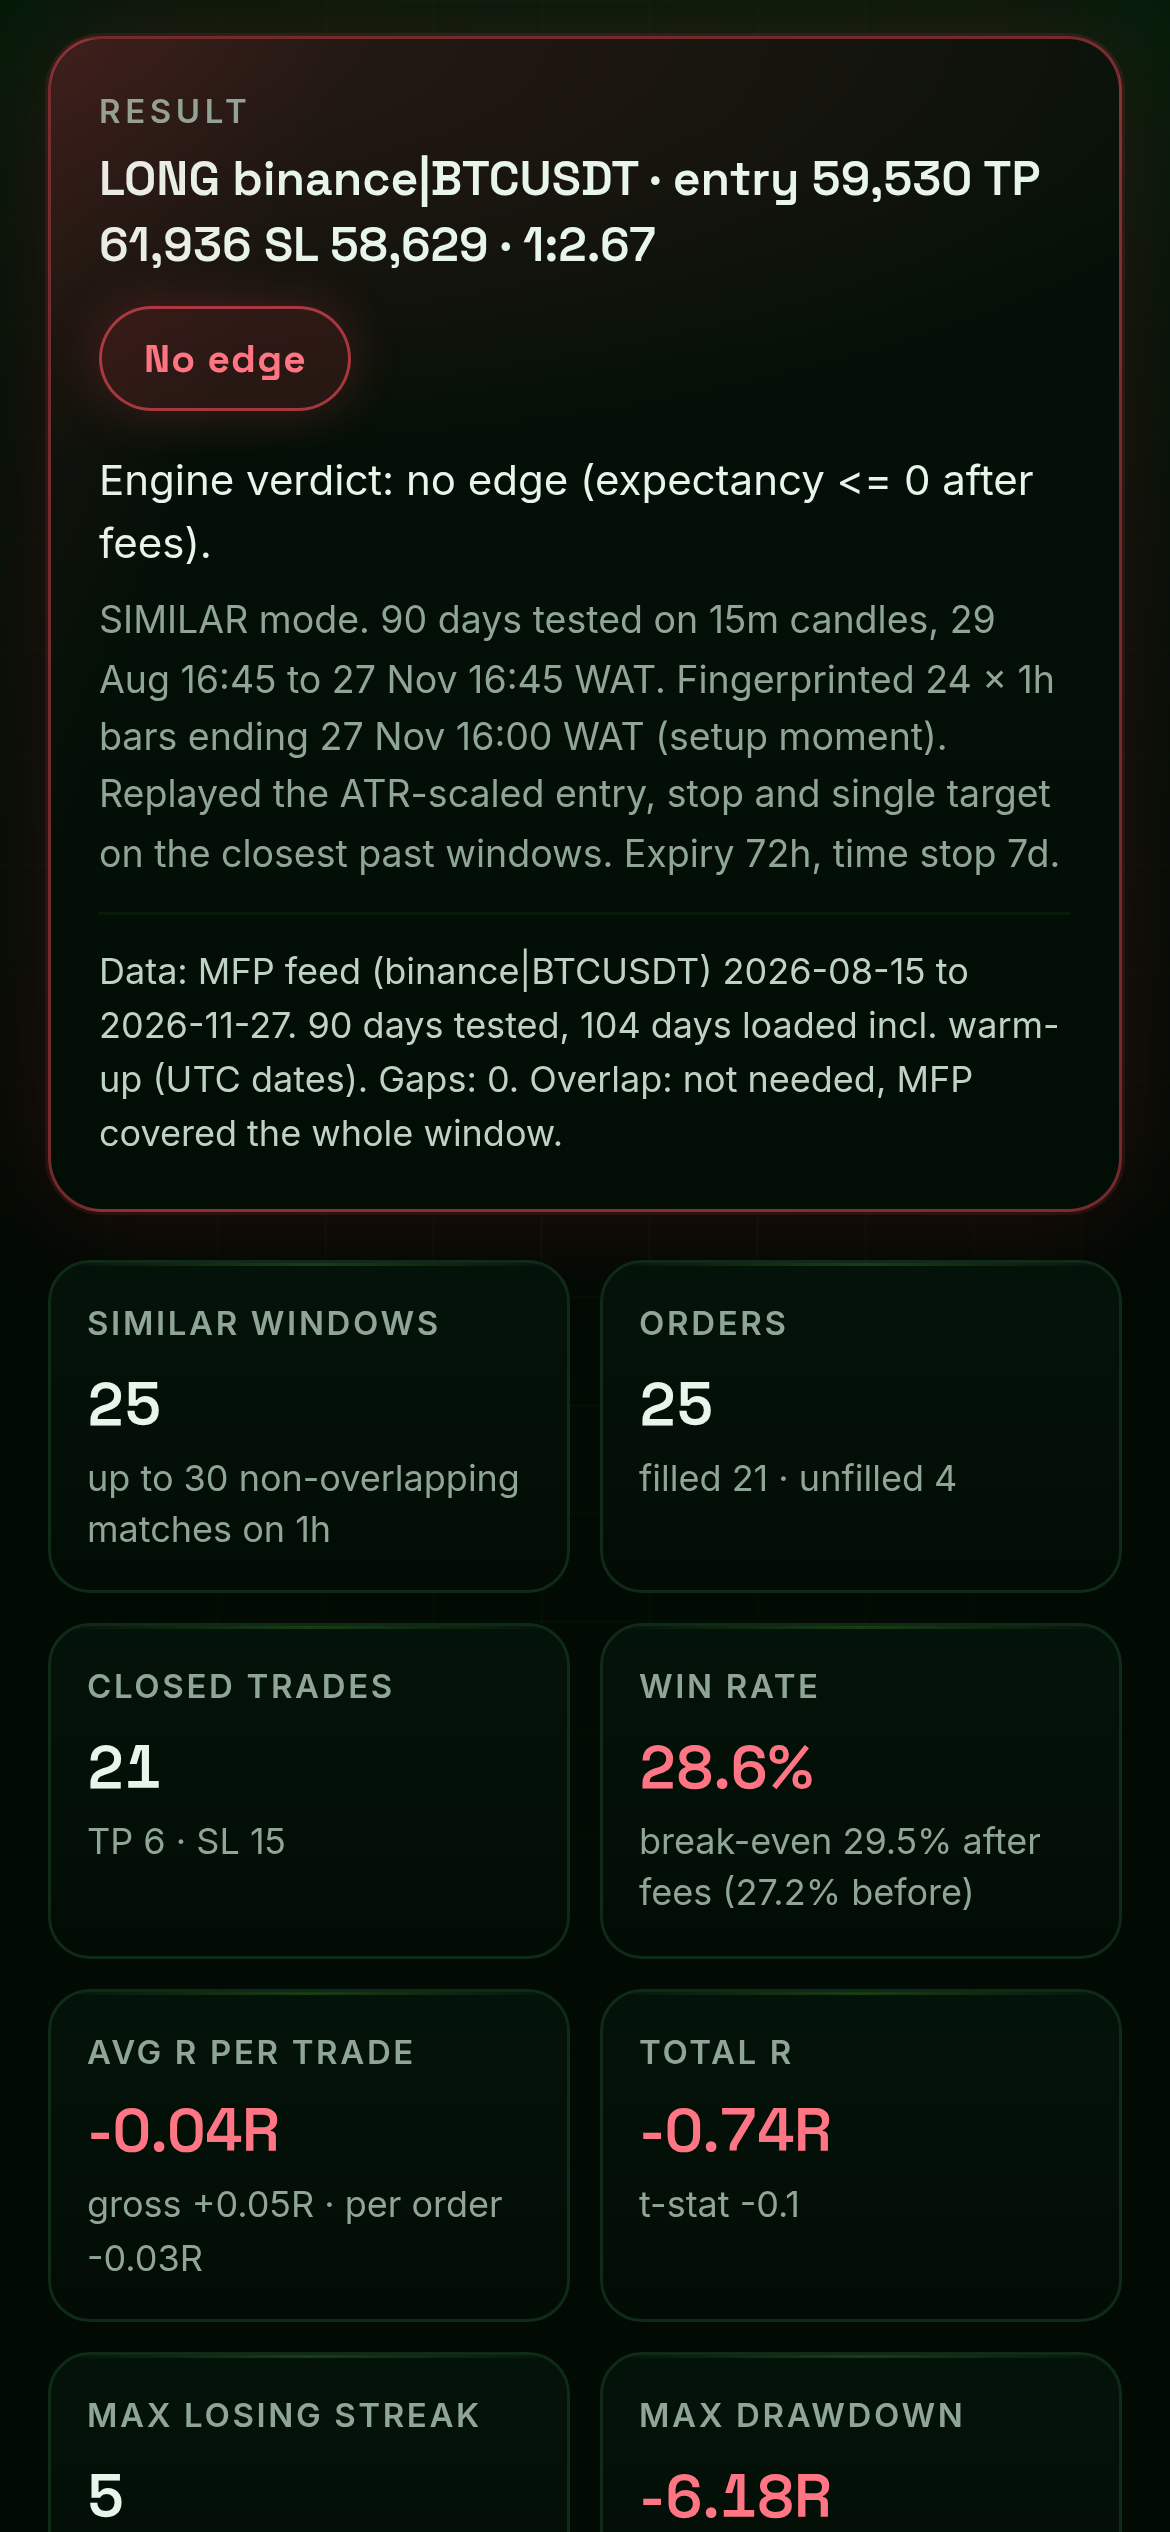 RESULT
LONG binance|BTCUSDT · entry 59,530 TP
61,936 SL 58,629 · 1:2.67
No edge
Engine verdict: no edge (expectancy <= 0 after
fees).
SIMILAR mode. 90 days tested on 15m candles, 29
Aug 16:45 to 27 Nov 16:45 WAT. Fingerprinted 24 × 1h
bars ending 27 Nov 16:00 WAT (setup moment).
Replayed the ATR-scaled entry, stop and single target
on the closest past windows. Expiry 72h, time stop 7d.
Data: MFP feed (binance|BTCUSDT) 2026-08-15 to
2026-11-27. 90 days tested, 104 days loaded incl. warm-
up (UTC dates). Gaps: 0. Overlap: not needed, MFP
covered the whole window.
SIMILAR WINDOWS
25
up to 30 non-overlapping
matches on 1h
ORDERS
25
filled 21 · unfilled 4
CLOSED TRADES
21
TP 6 · SL 15
WIN RATE
28.6%
break-even 29.5% after
fees (27.2% before)
AVG R PER TRADE
-0.04R
gross +0.05R · per order
-0.03R
TOTAL R
-0.74R
t-stat -0.1
MAX LOSING STREAK
5
MAX DRAWDOWN
-6.18R